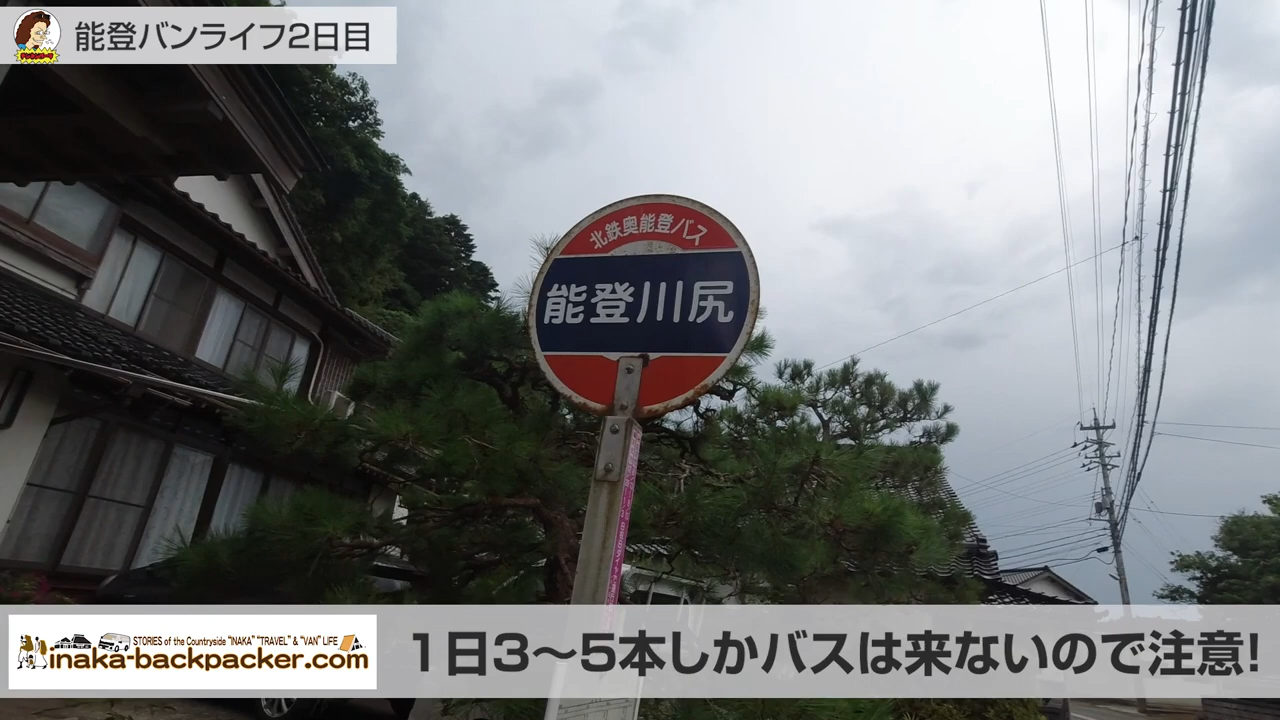 能登バンライフ2日目
北鉄奥能登バス
能登川尻
STORIES of the Countryside "INAKA" "TRAVEL" & "VAN" LIFE
inaka-backpacker.com
1日3～5本しかバスは来ないので注意!